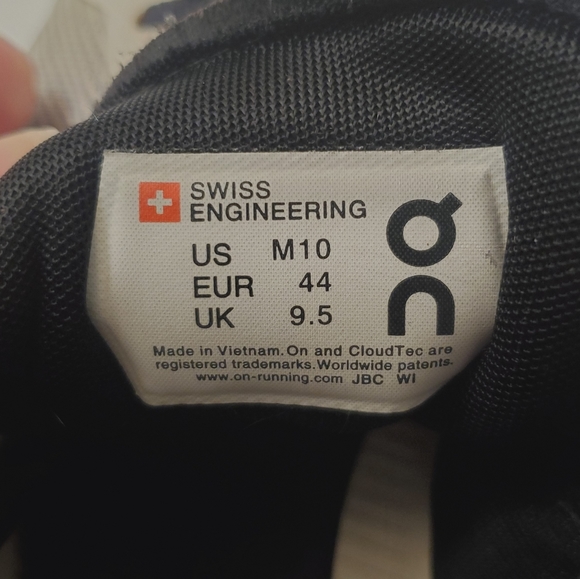 SWISS
ENGINEERING
US M10
EUR 44
UK 9.5
On
Made in Vietnam. On and CloudTec are
registered trademarks. Worldwide patents.
www.on-running.com JBC WI